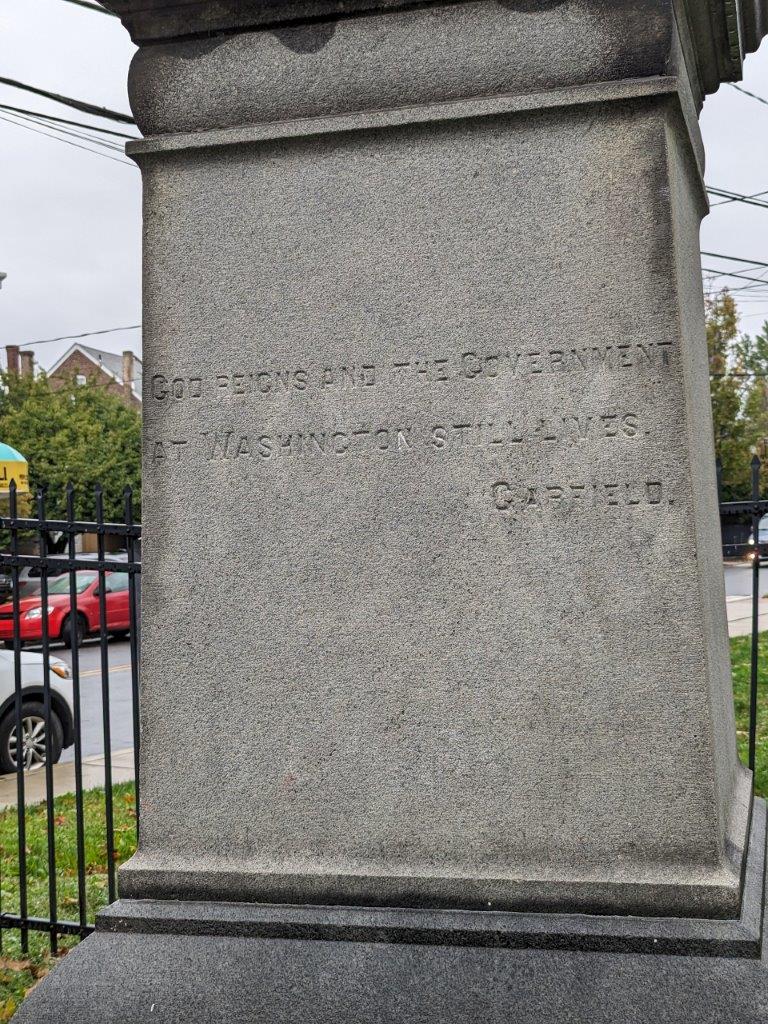 GOD REIGNS AND THE GOVERNMENT
AT WASHINGTON STILL LIVES.
GARFIELD.